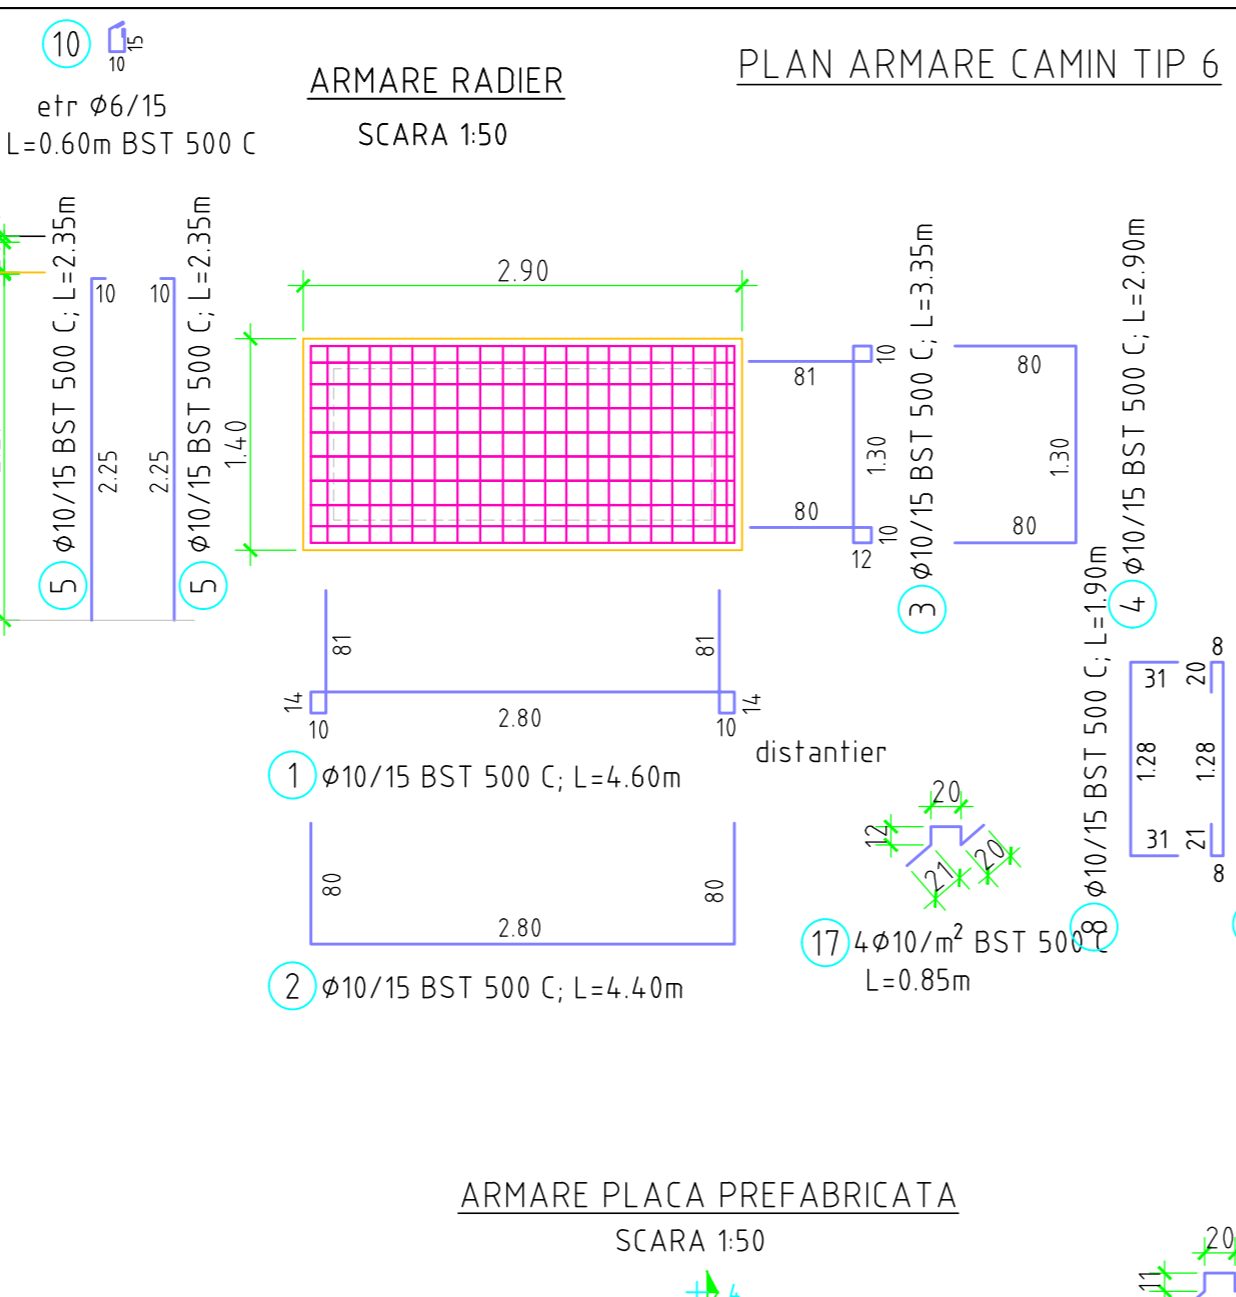 10
15
10
etr ϕ6/15
L=0.60m BST 500 C
ARMARE RADIER
SCARA 1:50
PLAN ARMARE CAMIN TIP 6
5 ϕ10/15 BST 500 C; L=2.35m
10
2.25
10
2.25
5 ϕ10/15 BST 500 C; L=2.35m
2.90
1.40
81
10
1.30
80
10
12
3 ϕ10/15 BST 500 C; L=3.35m
80
1.30
80
4 ϕ10/15 BST 500 C; L=2.90m
81
81
14
14
10
2.80
10
1 ϕ10/15 BST 500 C; L=4.60m
80
80
2.80
2 ϕ10/15 BST 500 C; L=4.40m
distantier
20
12
21
20
17 4ϕ10/m² BST 500 C
L=0.85m
8 ϕ10/15 BST 500 C; L=1.90m
31
1.28
31
8
20
1.28
21
8
ARMARE PLACA PREFABRICATA
SCARA 1:50
4
20
11